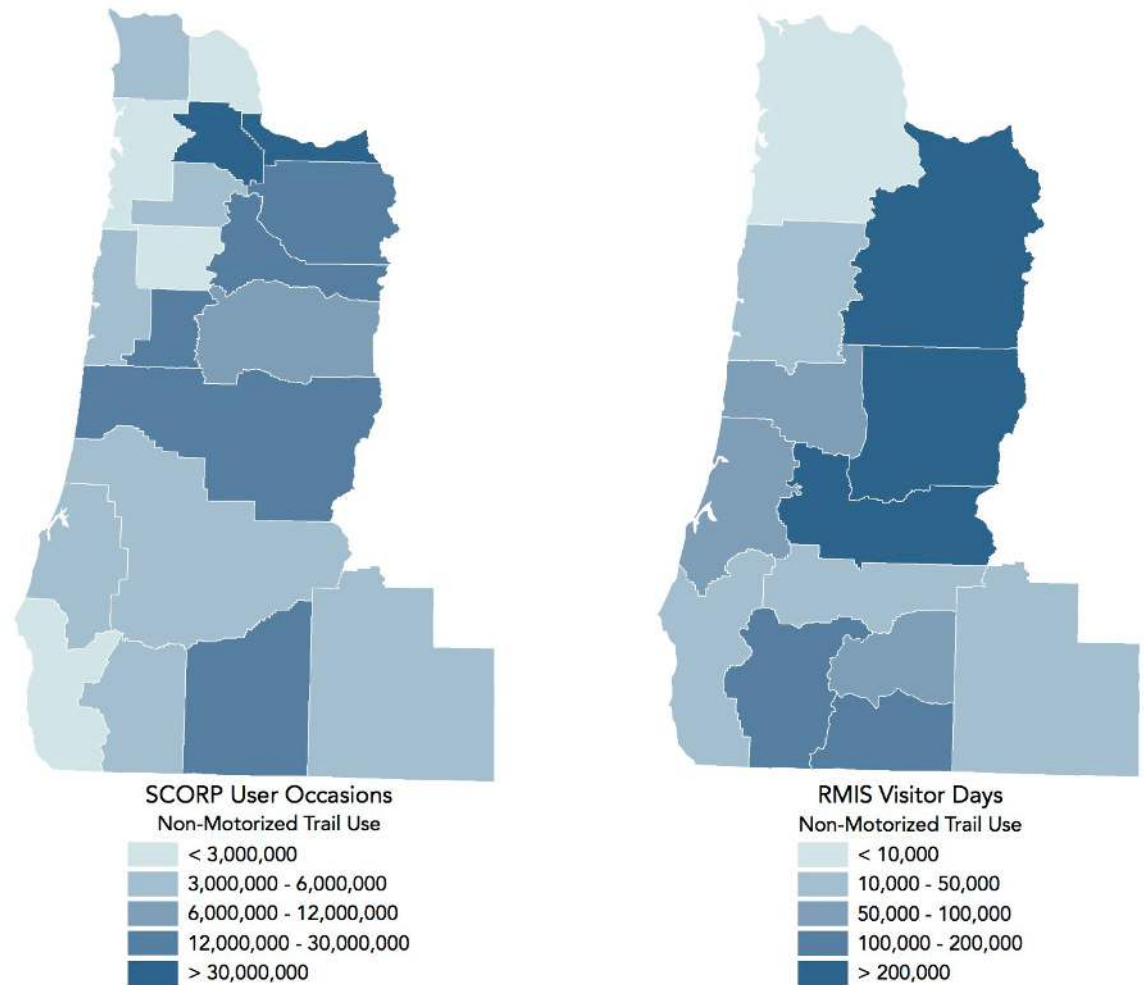 SCORP User Occasions
Non-Motorized Trail Use
< 3,000,000
3,000,000 - 6,000,000
6,000,000 - 12,000,000
12,000,000 - 30,000,000
> 30,000,000
RMIS Visitor Days
Non-Motorized Trail Use
< 10,000
10,000 - 50,000
50,000 - 100,000
100,000 - 200,000
> 200,000